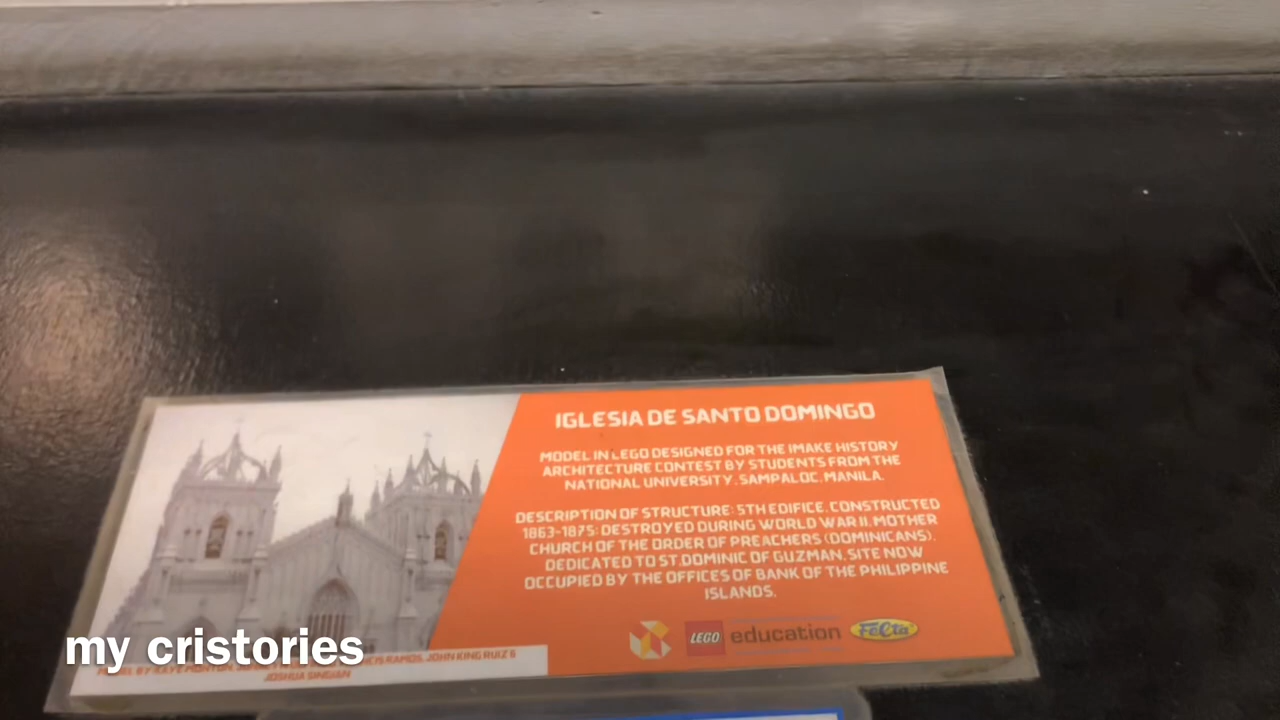 IGLESIA DE SANTO DOMINGO
MODEL IN LEGO DESIGNED FOR THE IMAKE HISTORY
ARCHITECTURE CONTEST BY STUDENTS FROM THE
NATIONAL UNIVERSITY, SAMPALOC, MANILA.
DESCRIPTION OF STRUCTURE: 5TH EDIFICE. CONSTRUCTED
1863-1875; DESTROYED DURING WORLD WAR II. MOTHER
CHURCH OF THE ORDER OF PREACHERS (DOMINICANS).
DEDICATED TO ST. DOMINIC OF GUZMAN. SITE NOW
OCCUPIED BY THE OFFICES OF BANK OF THE PHILIPPINE
ISLANDS.
LEGO education FeCta
RAMOS, JOHN KING RUIZ &
JOSHUA SINGIAN
my cristories